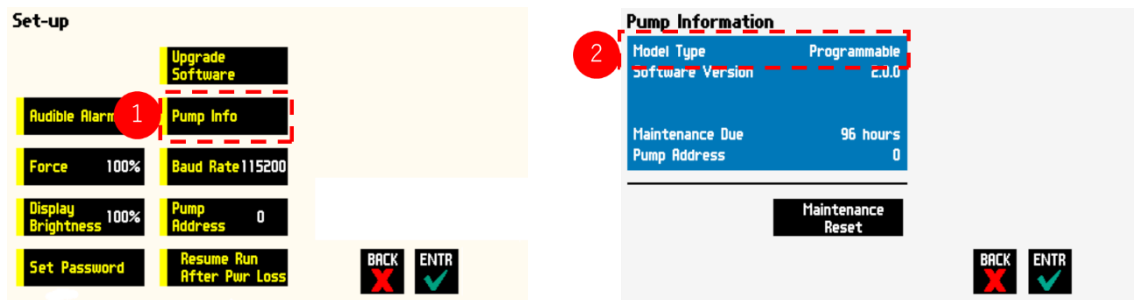 Set-up
Upgrade
Software
Audible Alarm
1
Pump Info
Force 100%
Baud Rate 115200
Display
Brightness 100%
Pump
Address 0
Set Password
Resume Run
After Pwr Loss
BACK ENTR
Pump Information
2
Model Type Programmable
Software Version 2.0.0
Maintenance Due 96 hours
Pump Address 0
Maintenance
Reset
BACK ENTR